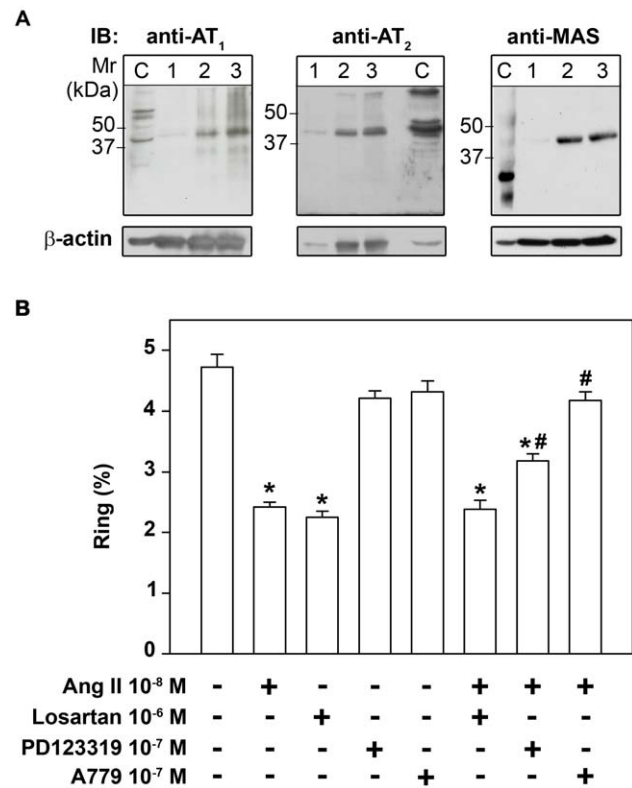 A
IB: anti-AT₁ anti-AT₂ anti-MAS
Mr (kDa)
C 1 2 3
50
37
1 2 3 C
50
37
C 1 2 3
50
37
β-actin
B
Ring (%)
5
4
3
2
1
0
* * * *# #
Ang II 10⁻⁸ M - + - - - + + +
Losartan 10⁻⁶ M - - + - - + - -
PD123319 10⁻⁷ M - - - + - - + -
A779 10⁻⁷ M - - - - + - - +